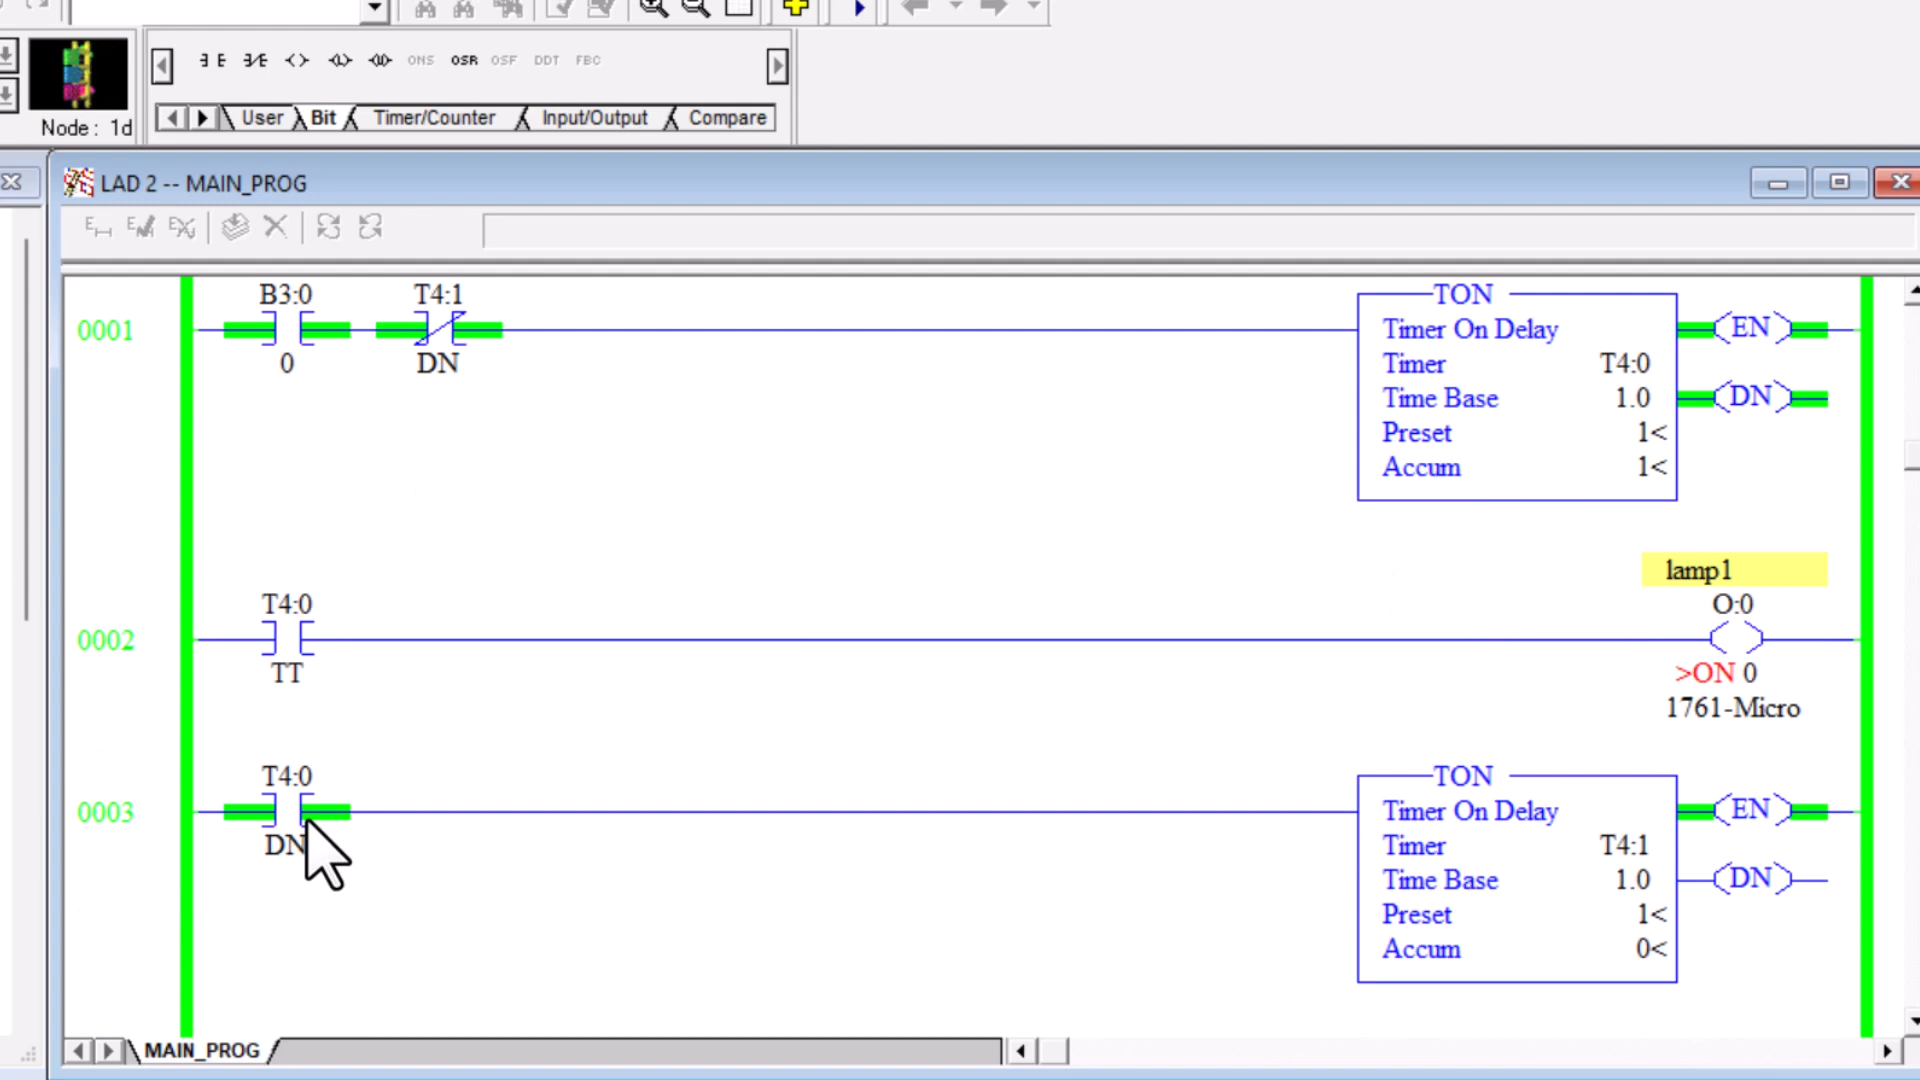 ONS OSR OSF DDT FBC
Node : 1d
User Bit Timer/Counter Input/Output Compare
LAD 2 -- MAIN_PROG
0001
B3:0
0
T4:1
DN
TON
Timer On Delay
Timer T4:0
Time Base 1.0
Preset 1<
Accum 1<
EN
DN
0002
T4:0
TT
lamp1
O:0
>ON 0
1761-Micro
0003
T4:0
DN
TON
Timer On Delay
Timer T4:1
Time Base 1.0
Preset 1<
Accum 0<
EN
DN
MAIN_PROG